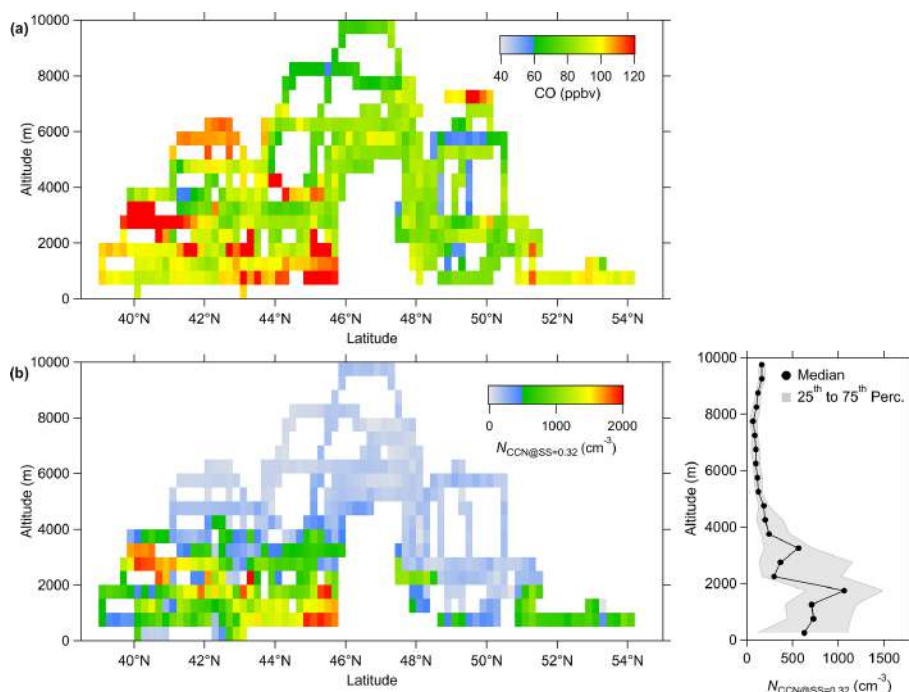 (a)
10000
8000
6000
4000
2000
0
Altitude (m)
40 60 80 100 120
CO (ppbv)
40°N 42°N 44°N 46°N 48°N 50°N 52°N 54°N
Latitude
(b)
10000
8000
6000
4000
2000
0
Altitude (m)
0 1000 2000
N_CCN@SS=0.32 (cm⁻³)
40°N 42°N 44°N 46°N 48°N 50°N 52°N 54°N
Latitude
10000
8000
6000
4000
2000
0
Altitude (m)
Median
25th to 75th Perc.
0 500 1000 1500
N_CCN@SS=0.32 (cm⁻³)